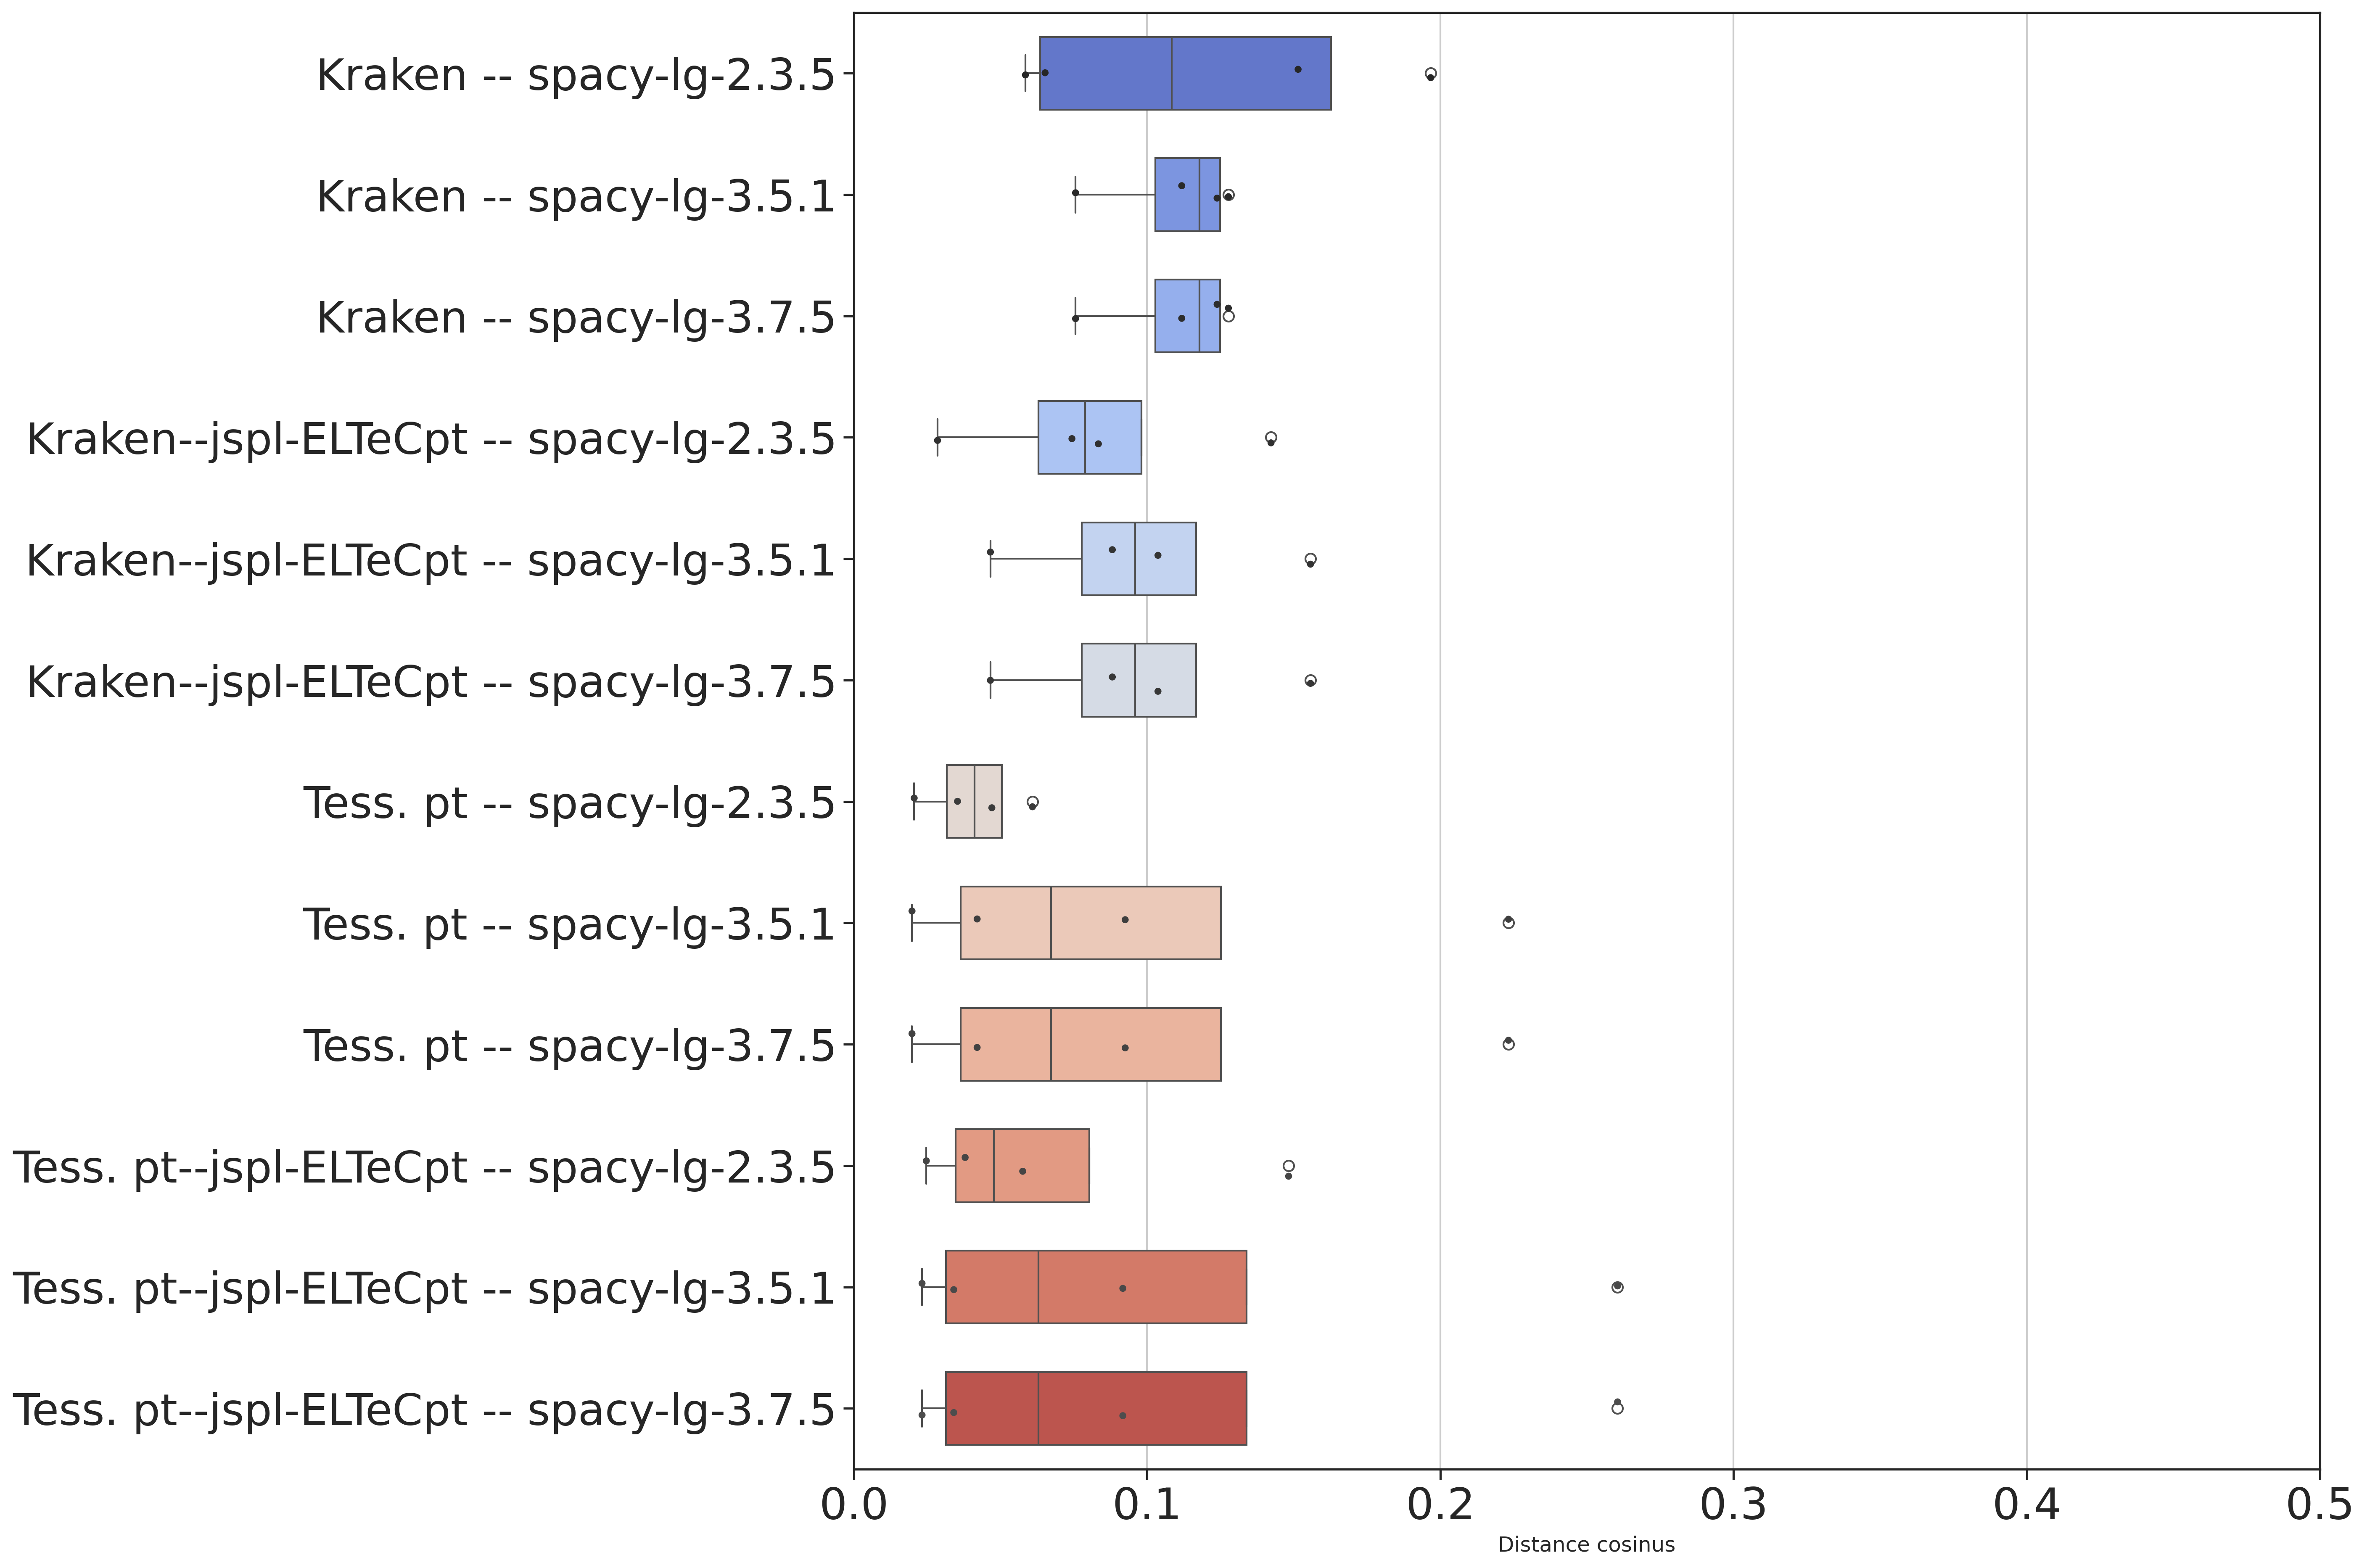 Kraken -- spacy-lg-2.3.5
Kraken -- spacy-lg-3.5.1
Kraken -- spacy-lg-3.7.5
Kraken--jspl-ELTeCpt -- spacy-lg-2.3.5
Kraken--jspl-ELTeCpt -- spacy-lg-3.5.1
Kraken--jspl-ELTeCpt -- spacy-lg-3.7.5
Tess. pt -- spacy-lg-2.3.5
Tess. pt -- spacy-lg-3.5.1
Tess. pt -- spacy-lg-3.7.5
Tess. pt--jspl-ELTeCpt -- spacy-lg-2.3.5
Tess. pt--jspl-ELTeCpt -- spacy-lg-3.5.1
Tess. pt--jspl-ELTeCpt -- spacy-lg-3.7.5
0.0 0.1 0.2 0.3 0.4 0.5
Distance cosinus